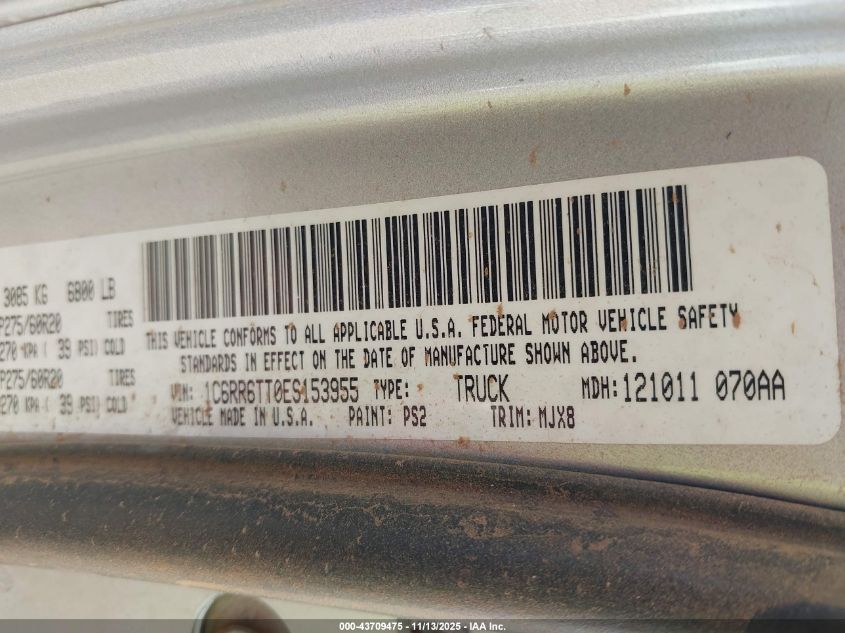 3085 KG 6800 LB
P275/60R20 TIRES
270 KPA ( 39 PSI) COLD
P275/60R20 TIRES
270 KPA ( 39 PSI) COLD
THIS VEHICLE CONFORMS TO ALL APPLICABLE U.S.A. FEDERAL MOTOR VEHICLE SAFETY
STANDARDS IN EFFECT ON THE DATE OF MANUFACTURE SHOWN ABOVE.
VIN: 1C6RR6TT0ES153955 TYPE: TRUCK MDH:121011 070AA
VEHICLE MADE IN U.S.A. PAINT: PS2 TRIM: MJX8
000-43709475 - 11/13/2025 - IAA Inc.